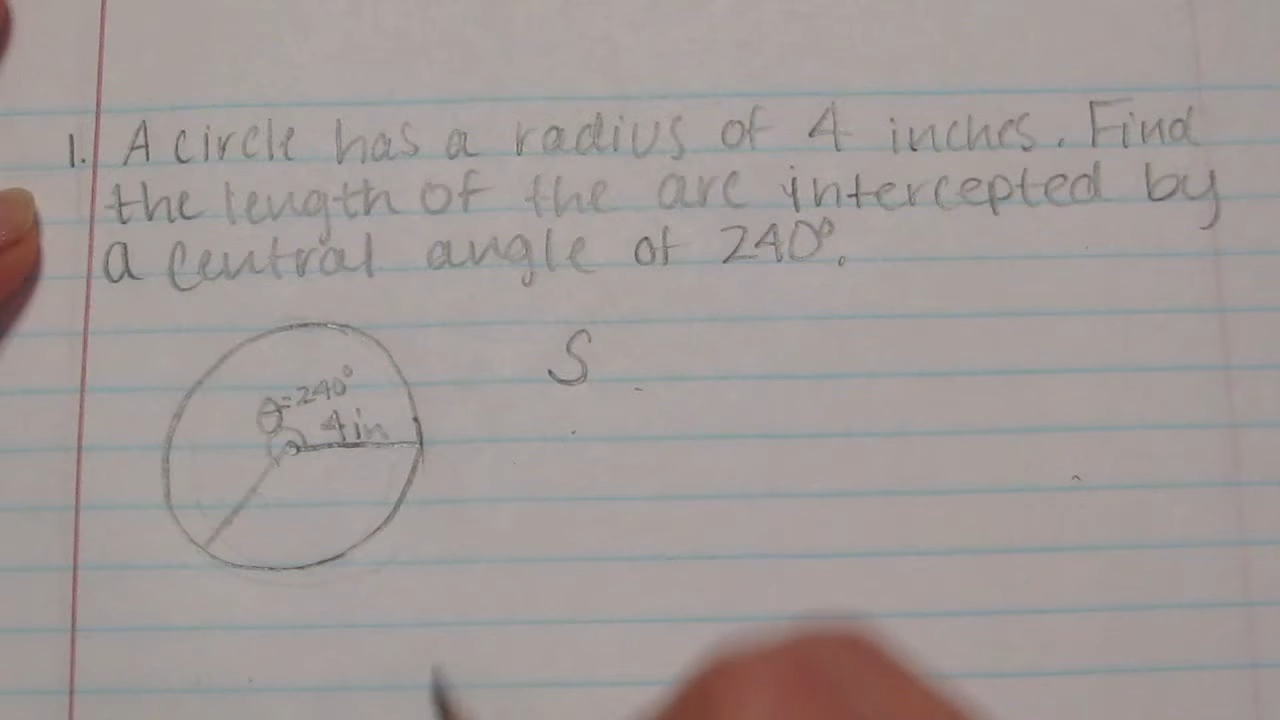 1. A circle has a radius of 4 inches. Find
the length of the arc intercepted by
a central angle of 240°.
S
θ=240°
4in